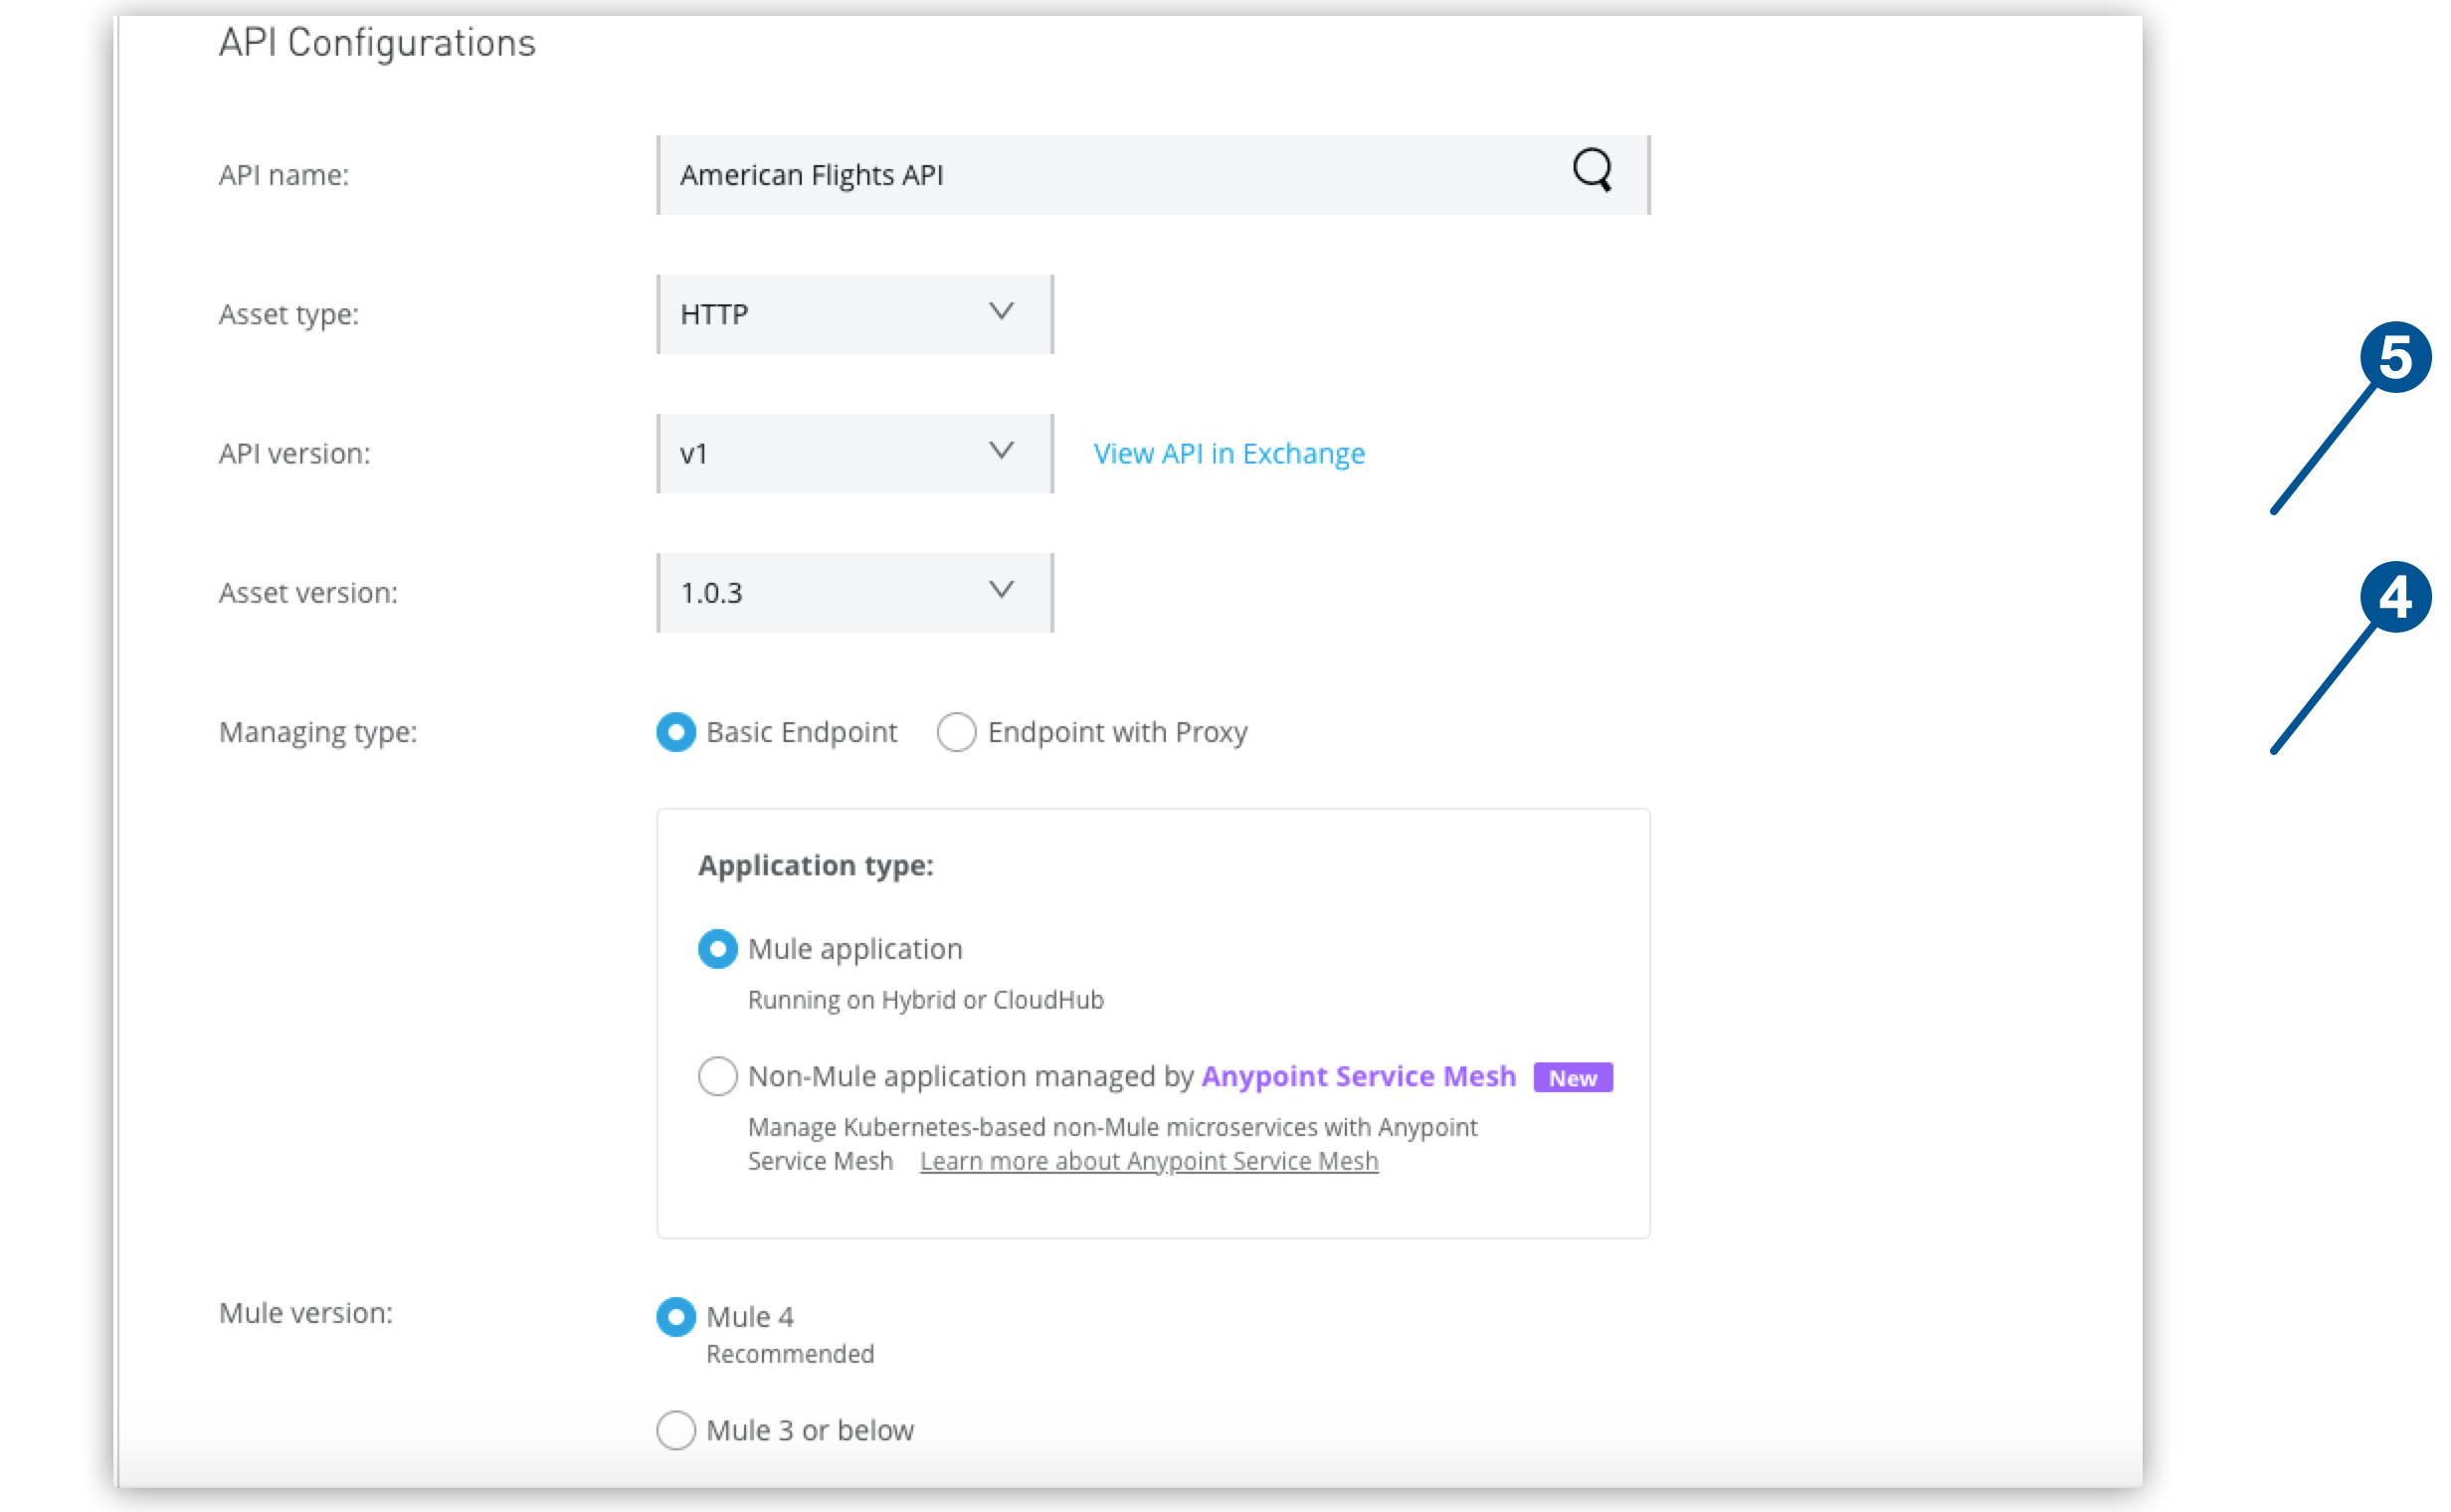 API Configurations
API name:
American Flights API
Asset type:
HTTP
5
API version:
v1
View API in Exchange
Asset version:
1.0.3
4
Managing type:
Basic Endpoint
Endpoint with Proxy
Application type:
Mule application
Running on Hybrid or CloudHub
Non-Mule application managed by Anypoint Service Mesh New
Manage Kubernetes-based non-Mule microservices with Anypoint
Service Mesh Learn more about Anypoint Service Mesh
Mule version:
Mule 4
Recommended
Mule 3 or below